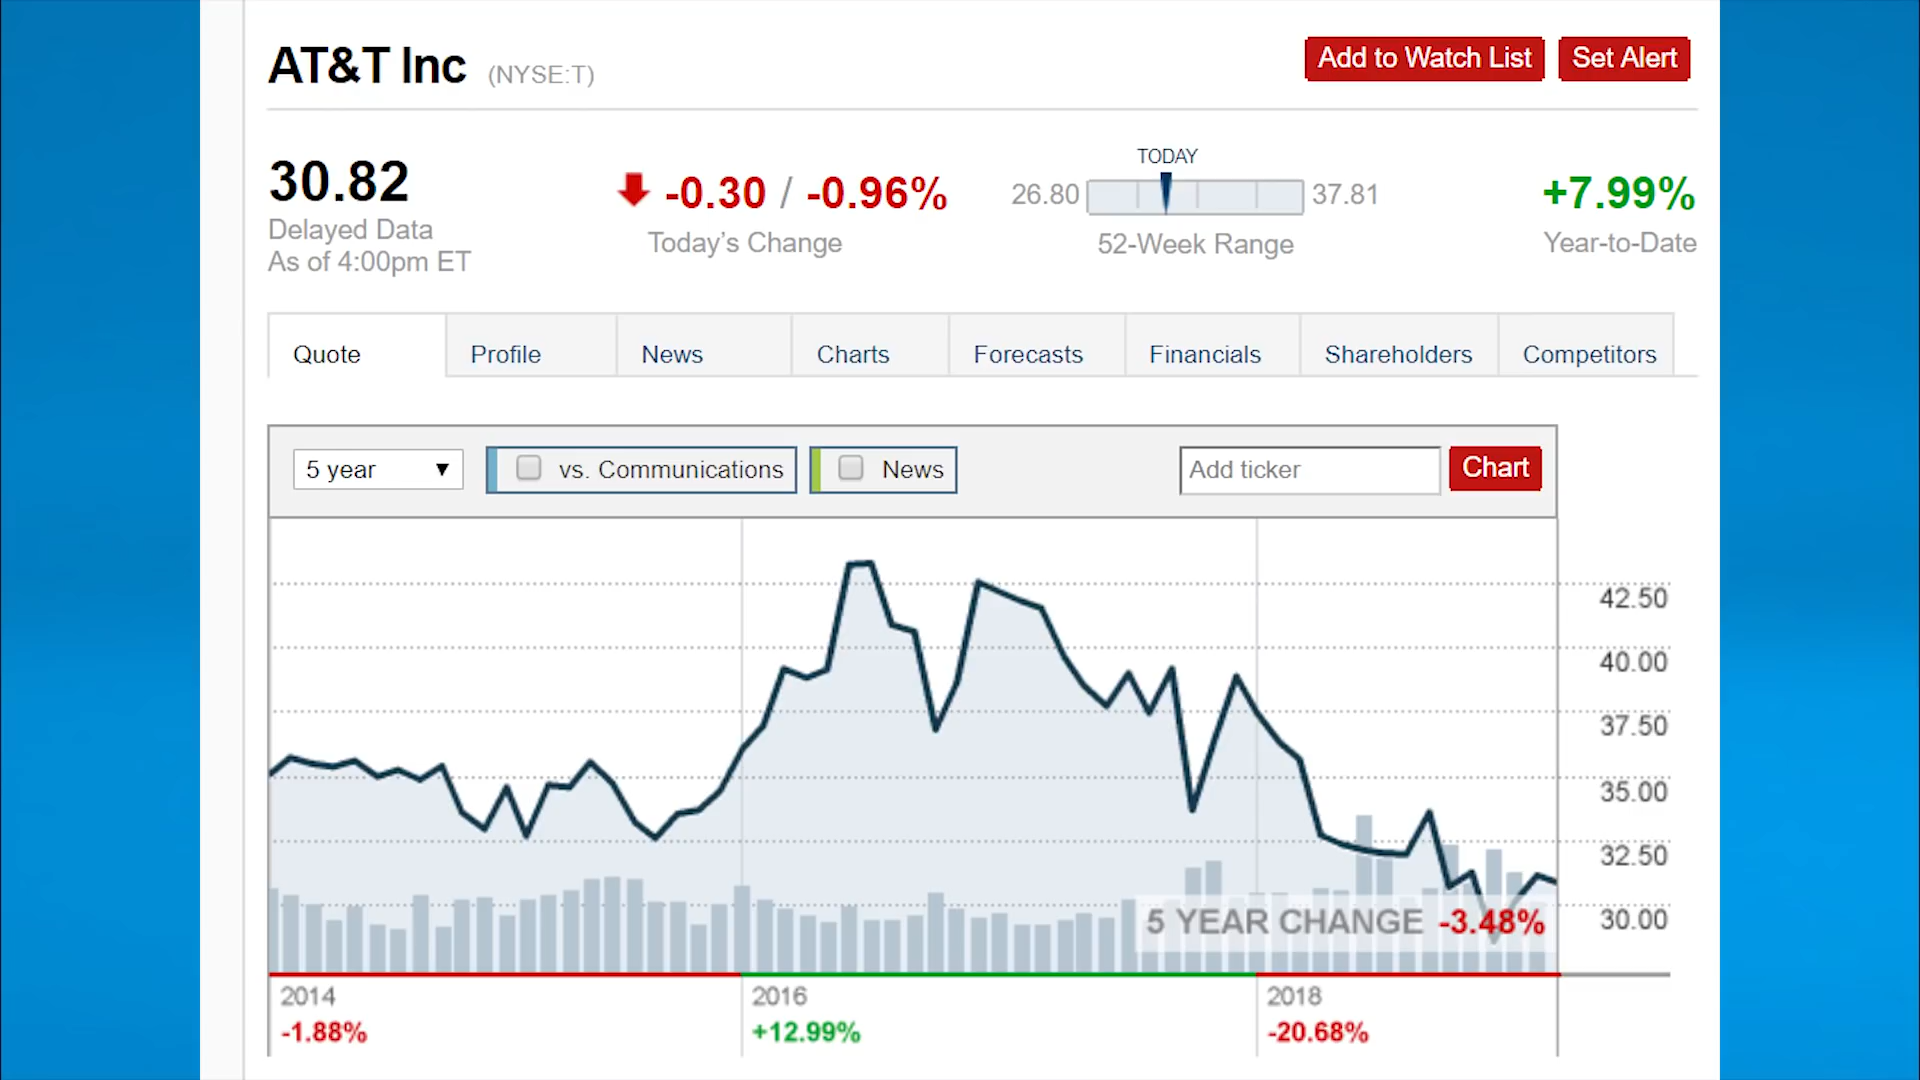 AT&T Inc (NYSE:T)
Add to Watch List
Set Alert
30.82
Delayed Data
As of 4:00pm ET
-0.30 / -0.96%
Today’s Change
TODAY
26.80
37.81
52-Week Range
+7.99%
Year-to-Date
Quote
Profile
News
Charts
Forecasts
Financials
Shareholders
Competitors
5 year
vs. Communications
News
Add ticker
Chart
42.50
40.00
37.50
35.00
32.50
30.00
5 YEAR CHANGE -3.48%
2014
-1.88%
2016
+12.99%
2018
-20.68%